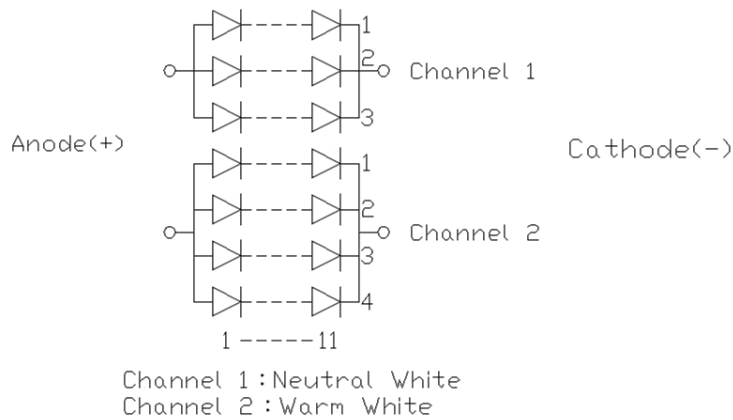 1
2
Channel 1
3
Anode(+)
Cathode(-)
1
2
Channel 2
3
4
1 ----- 11
Channel 1:Neutral White
Channel 2:Warm White